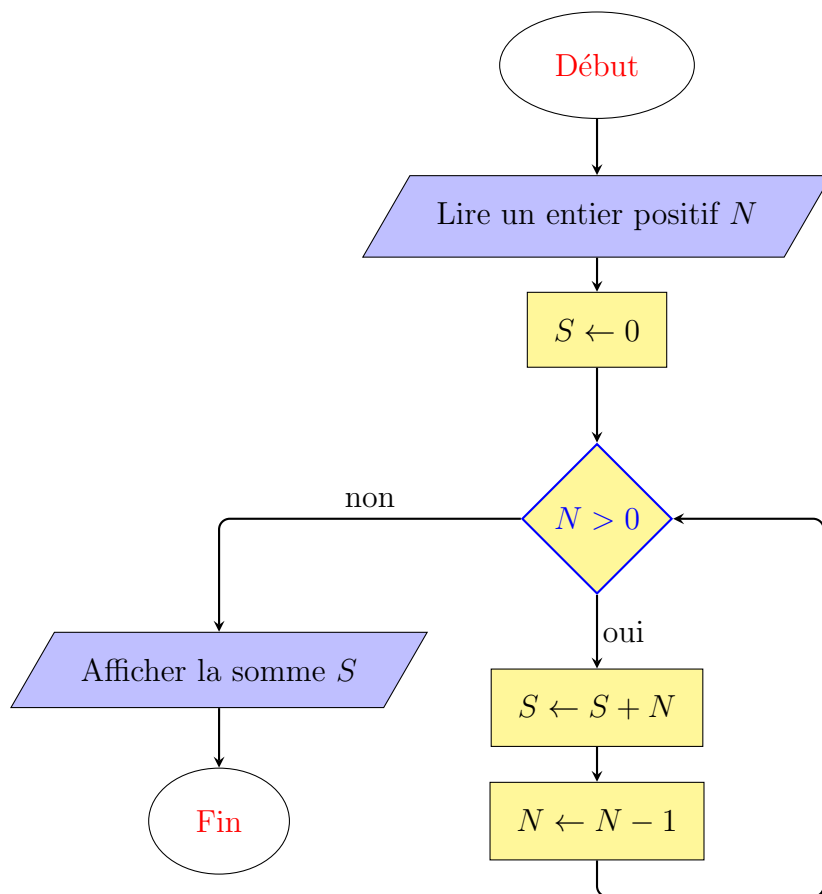 Début
Lire un entier positif N
S ← 0
non
N > 0
oui
Afficher la somme S
S ← S + N
Fin
N ← N − 1